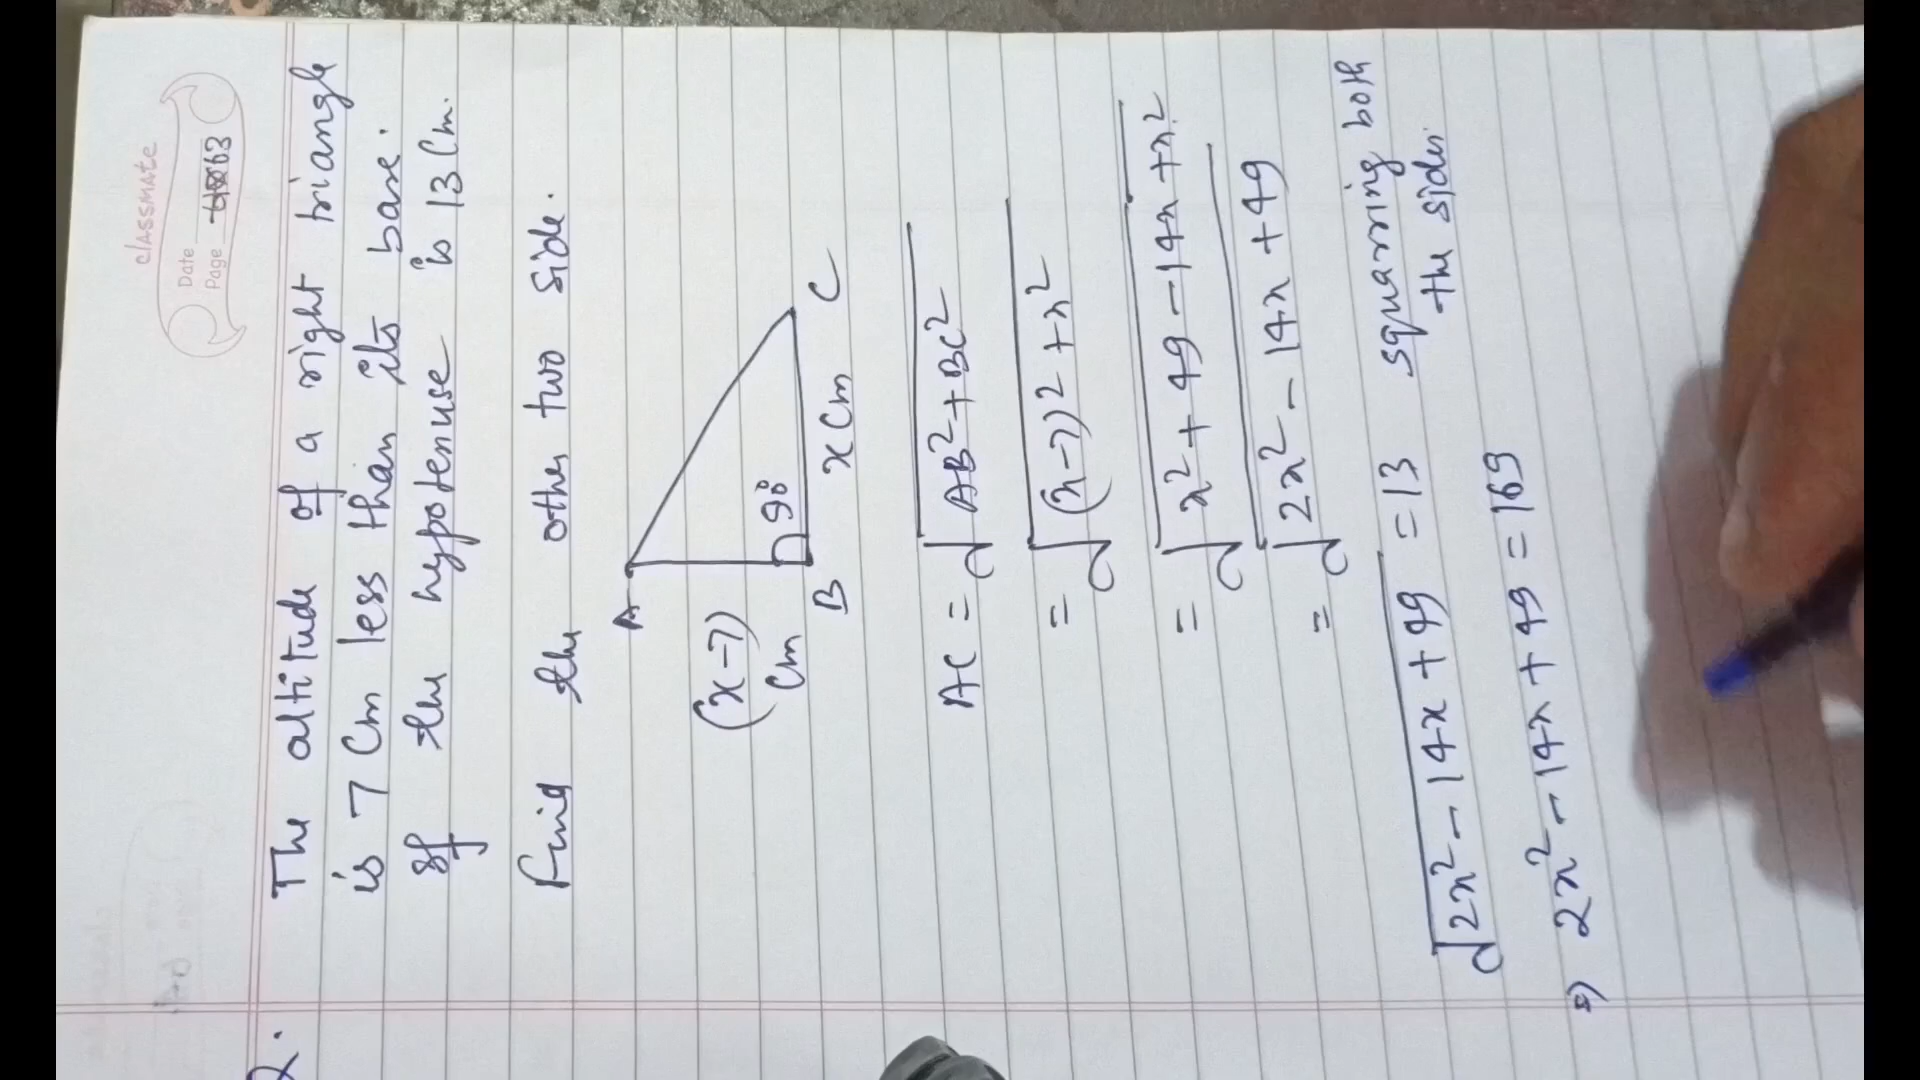 classmate
Date
Page 63
Q. The altitude of a right triangle
is 7 Cm less than its base.
If the hypotenuse is 13 Cm.
Find the other two side.
A
(x-7)
Cm
90°
B x Cm C
AC = √AB²+BC²
= √(x-7)²+x²
= √x²+49-14x+x²
= √2x²-14x+49
√2x²-14x+49 = 13 squarring both
the sides.
⇒ 2x²-14x+49 = 169